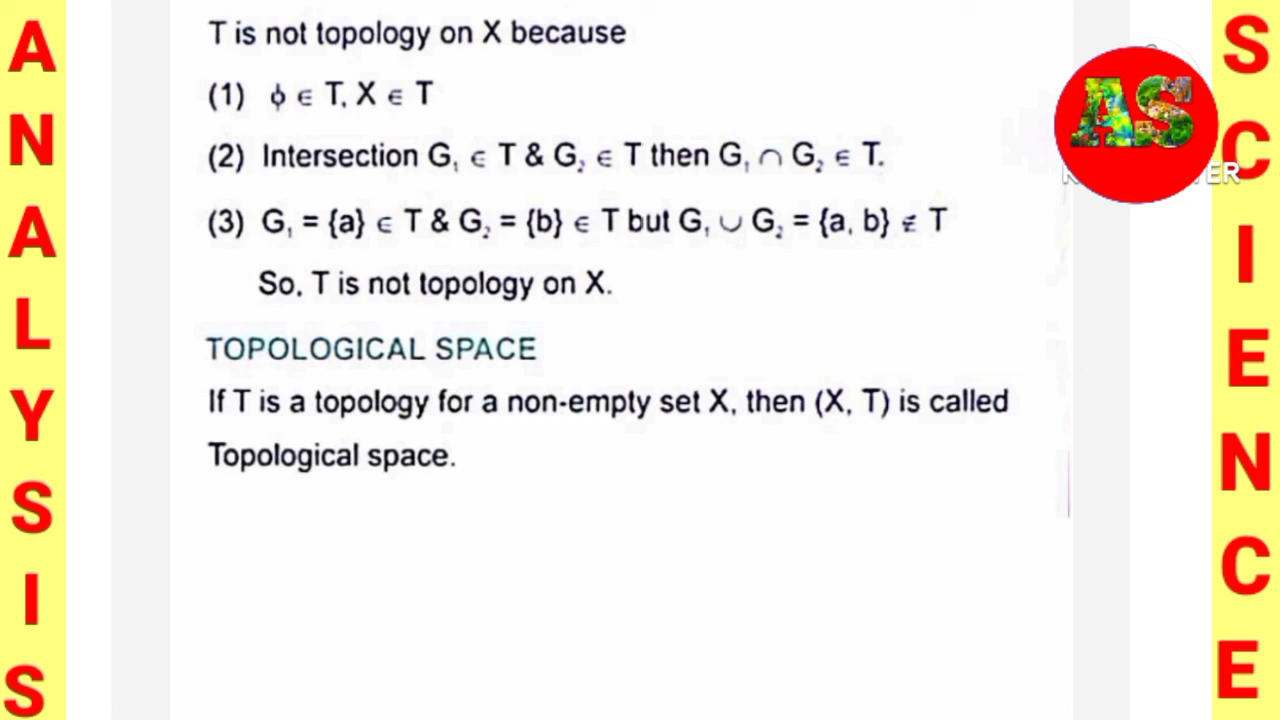 A
N
A
L
Y
S
I
S
T is not topology on X because
(1) ϕ ∈ T, X ∈ T
(2) Intersection G₁ ∈ T & G₂ ∈ T then G₁ ∩ G₂ ∈ T.
(3) G₁ = {a} ∈ T & G₂ = {b} ∈ T but G₁ ∪ G₂ = {a, b} ∉ T
So, T is not topology on X.
TOPOLOGICAL SPACE
If T is a topology for a non-empty set X, then (X, T) is called
Topological space.
AS
S
C
I
E
N
C
E